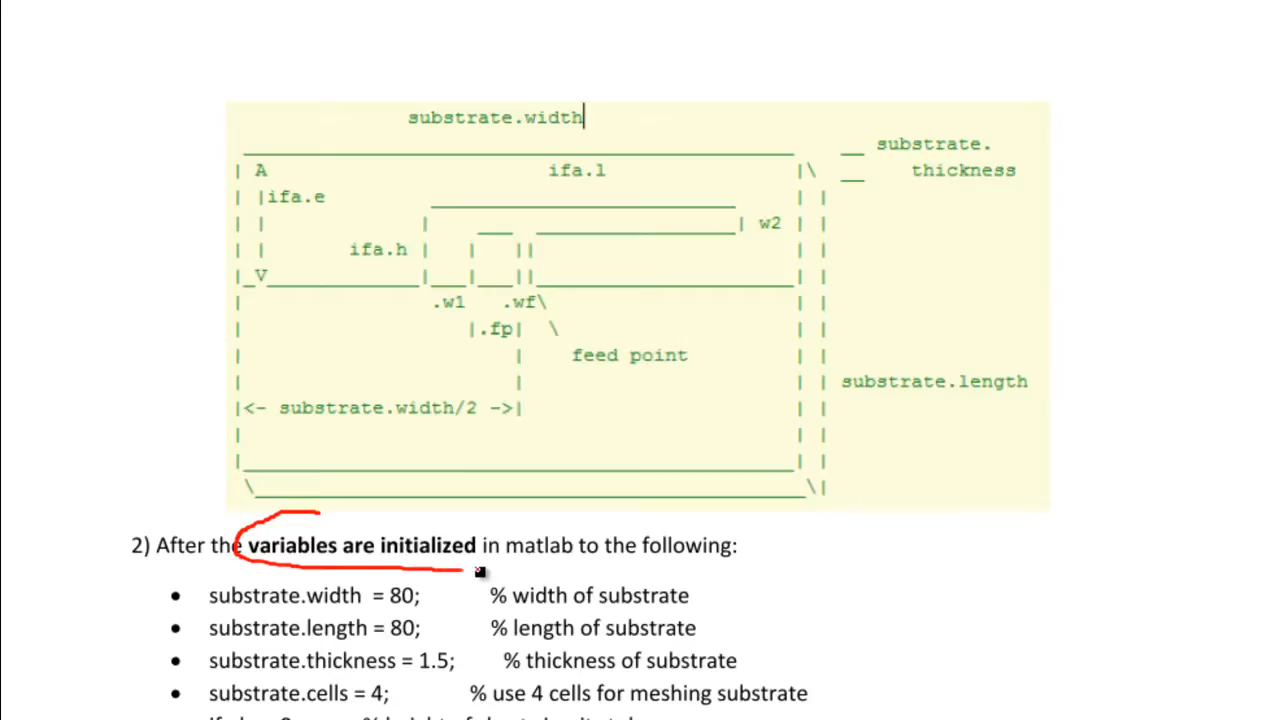 substrate.width
substrate.
A ifa.l thickness
ifa.e
w2
ifa.h
V
.w1 .wf\
|.fp| \
feed point
substrate.length
|<- substrate.width/2 ->|
2) After the variables are initialized in matlab to the following:
• substrate.width = 80; % width of substrate
• substrate.length = 80; % length of substrate
• substrate.thickness = 1.5; % thickness of substrate
• substrate.cells = 4; % use 4 cells for meshing substrate